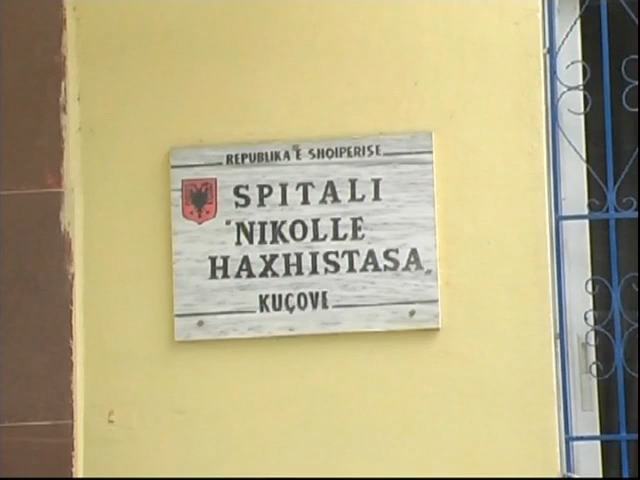 REPUBLIKA E SHQIPERISE
SPITALI
"NIKOLLE
HAXHISTASA"
KUÇOVE